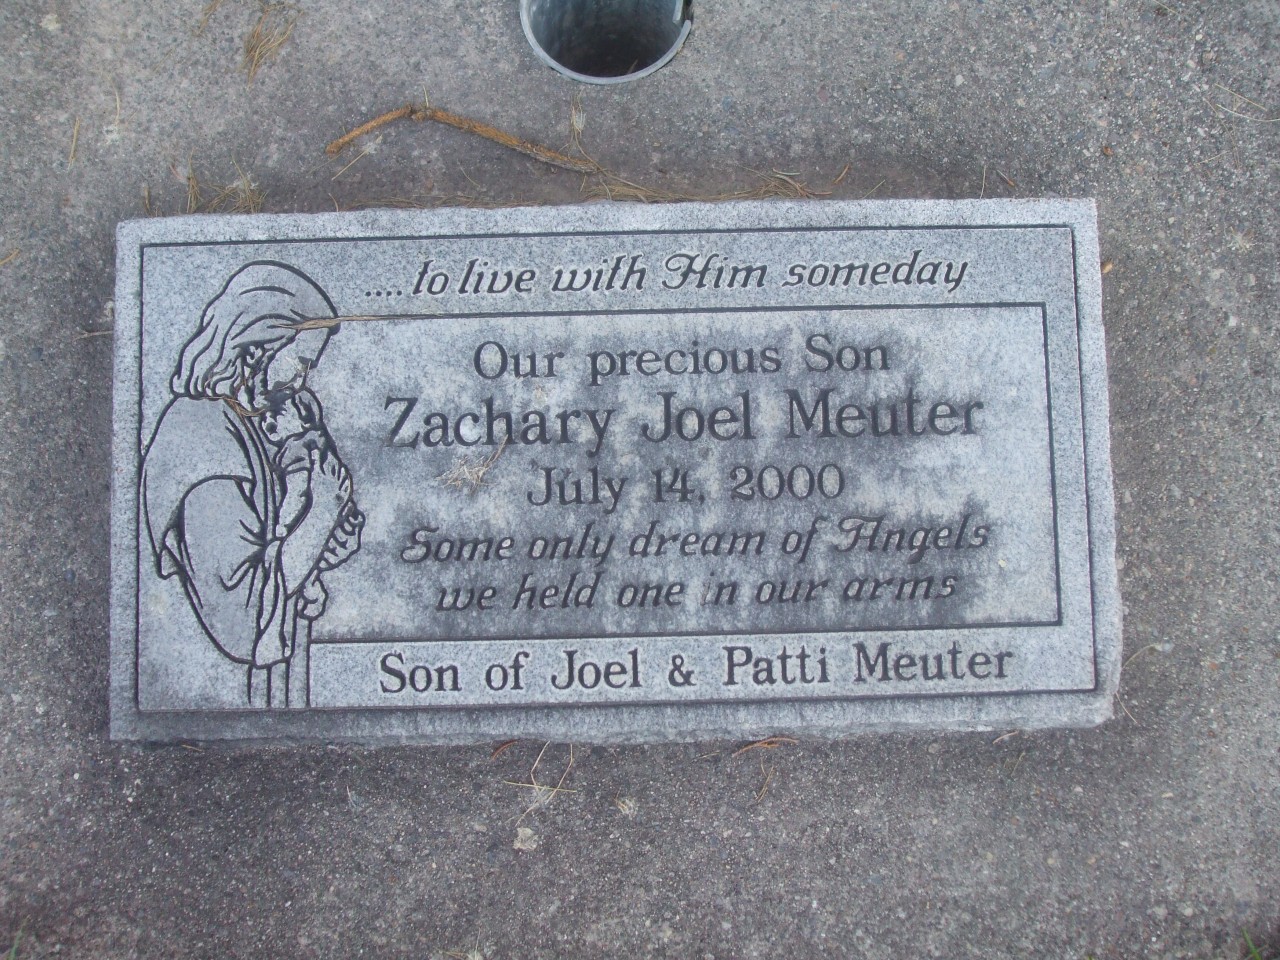 ....to live with Him someday
Our precious Son
Zachary Joel Meuter
July 14, 2000
Some only dream of Angels
we held one in our arms
Son of Joel & Patti Meuter